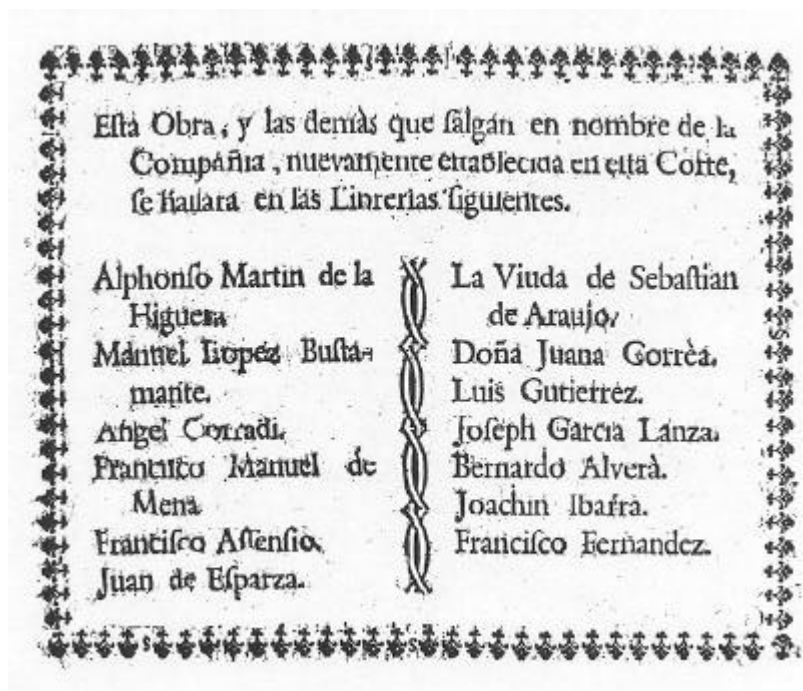 Eſta Obra, y las demàs que ſalgan en nombre de la
Compañia, nuevamente eſtablecida en eſta Corte,
ſe hallarà en las Librerias ſiguientes.
Alphonſo Martin de la
Higuera
Manuel Lopez Buſta-
mante.
Angel Corradi.
Franciſco Manuel de
Mena
Franciſco Aſſenſio.
Juan de Eſparza.
La Viuda de Sebaſtian
de Araujo.
Doña Juana Corrèa.
Luis Gutierrez.
Joſeph Garcia Lanza.
Bernardo Alverà.
Joachin Ibarra.
Franciſco Fernandez.